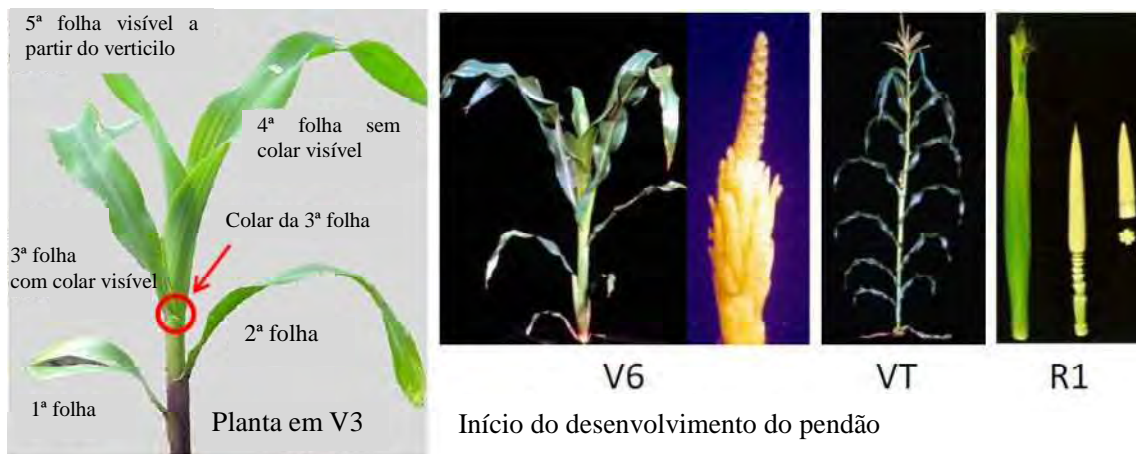 5ª folha visível a
partir do verticilo
4ª folha sem
colar visível
Colar da 3ª folha
3ª folha
com colar visível
2ª folha
1ª folha
Planta em V3
V6
VT
R1
Início do desenvolvimento do pendão